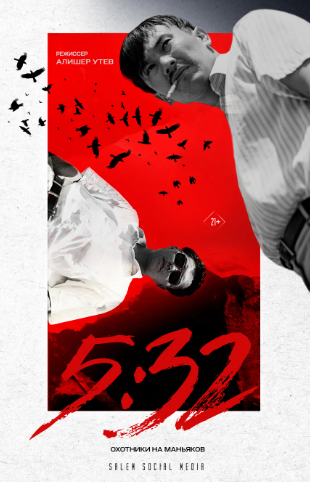 РЕЖИССЕР
АЛИШЕР УТЕВ
21+
5:32
ОХОТНИКИ НА МАНЬЯКОВ
SALEM SOCIAL MEDIA